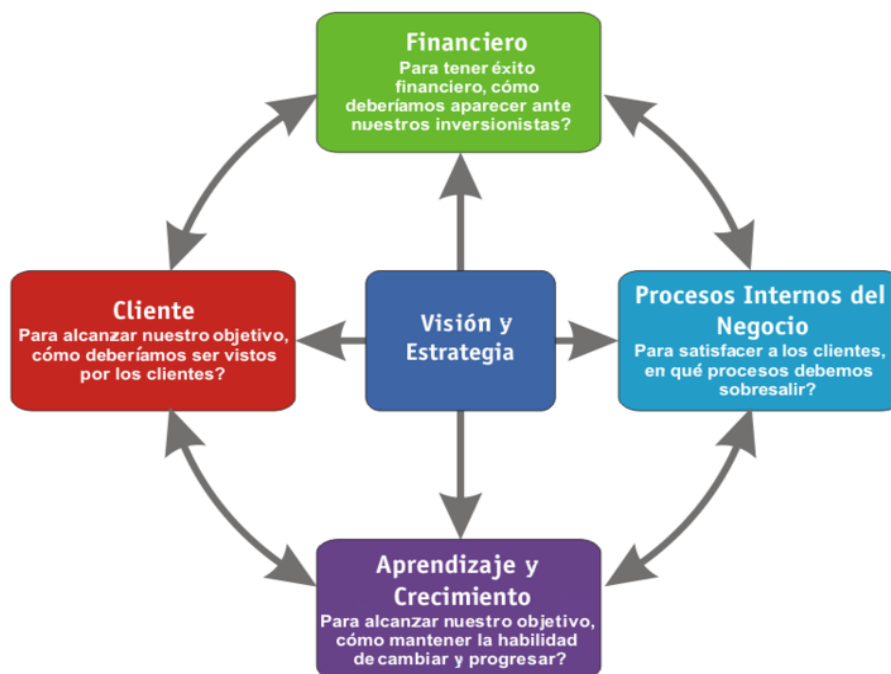 Financiero
Para tener éxito
financiero, cómo
deberíamos aparecer ante
nuestros inversionistas?
Cliente
Para alcanzar nuestro objetivo,
cómo deberíamos ser vistos
por los clientes?
Visión y
Estrategia
Procesos Internos del
Negocio
Para satisfacer a los clientes,
en qué procesos debemos
sobresalir?
Aprendizaje y
Crecimiento
Para alcanzar nuestro objetivo,
cómo mantener la habilidad
de cambiar y progresar?